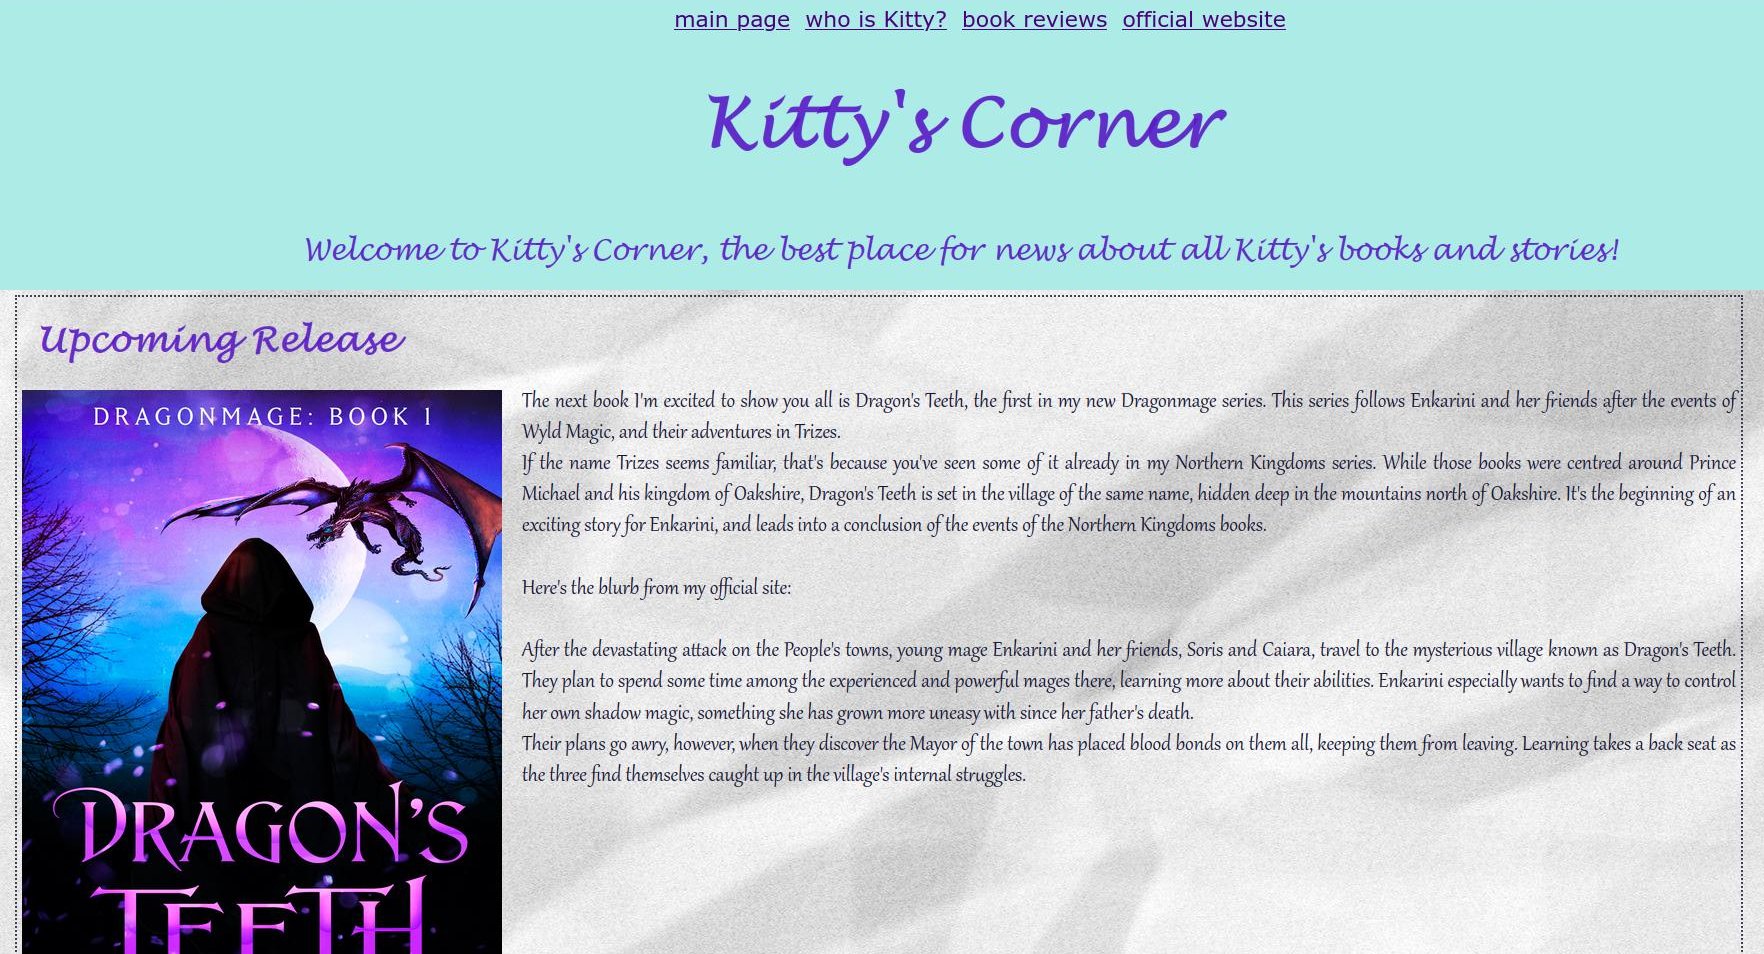 main page who is Kitty? book reviews official website
Kitty's Corner
Welcome to Kitty's Corner, the best place for news about all Kitty's books and stories!
Upcoming Release
DRAGONMAGE: BOOK 1
DRAGON'S
TEETH
The next book I'm excited to show you all is Dragon's Teeth, the first in my new Dragonmage series. This series follows Enkarini and her friends after the events of
Wyld Magic, and their adventures in Trizes.
If the name Trizes seems familiar, that's because you've seen some of it already in my Northern Kingdoms series. While those books were centred around Prince
Michael and his kingdom of Oakshire, Dragon's Teeth is set in the village of the same name, hidden deep in the mountains north of Oakshire. It's the beginning of an
exciting story for Enkarini, and leads into a conclusion of the events of the Northern Kingdoms books.
Here's the blurb from my official site:
After the devastating attack on the People's towns, young mage Enkarini and her friends, Soris and Caiara, travel to the mysterious village known as Dragon's Teeth.
They plan to spend some time among the experienced and powerful mages there, learning more about their abilities. Enkarini especially wants to find a way to control
her own shadow magic, something she has grown more uneasy with since her father's death.
Their plans go awry, however, when they discover the Mayor of the town has placed blood bonds on them all, keeping them from leaving. Learning takes a back seat as
the three find themselves caught up in the village's internal struggles.